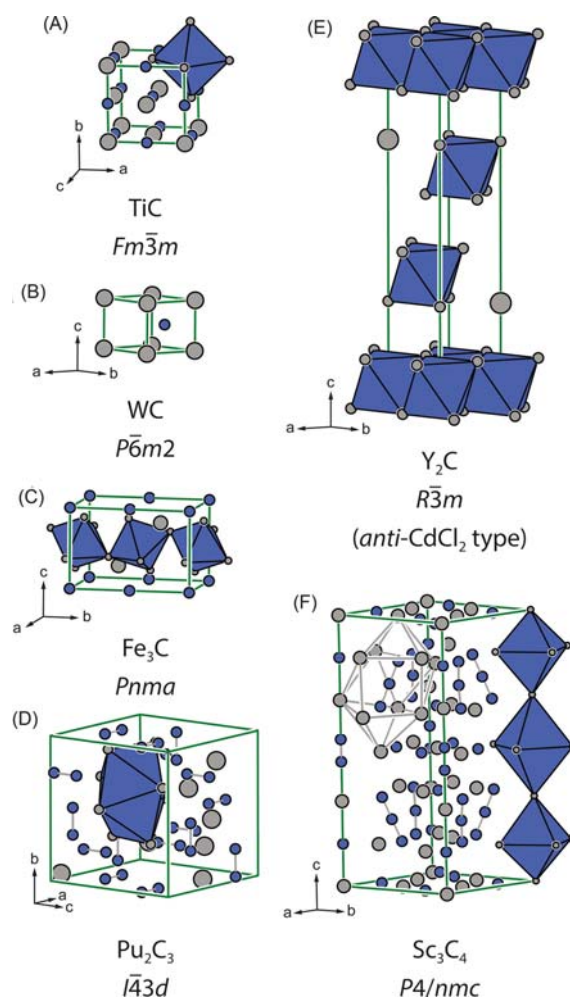 (A)
b
a
c
TiC
Fm3̅m
(B)
c
a
b
WC
P6̅m2
(C)
c
a
b
Fe₃C
Pnma
(D)
b
a
c
Pu₂C₃
I4̅3d
(E)
c
a
b
Y₂C
R3̅m
(anti-CdCl₂ type)
(F)
c
a
b
Sc₃C₄
P4/nmc